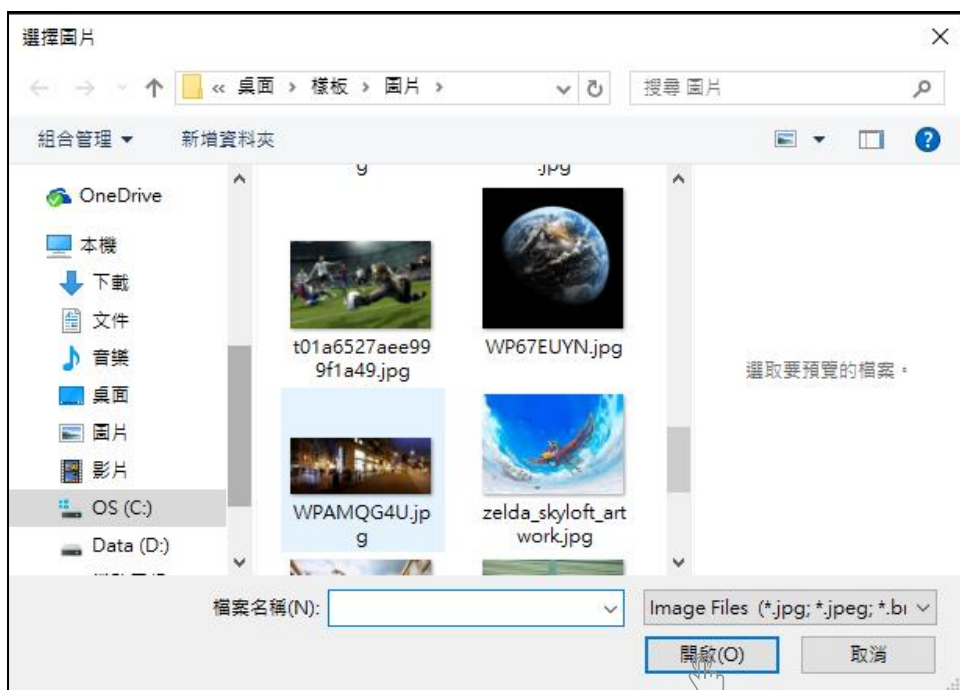 選擇圖片
« 桌面 › 樣板 › 圖片 ›
搜尋 圖片
組合管理
新增資料夾
OneDrive
本機
下載
文件
音樂
桌面
圖片
影片
OS (C:)
Data (D:)
g
.jpg
t01a6527aee99
9f1a49.jpg
WP67EUYN.jpg
WPAMQG4U.jp
g
zelda_skyloft_art
work.jpg
選取要預覽的檔案。
檔案名稱(N):
Image Files (*.jpg; *.jpeg; *.b
開啟(O)
取消